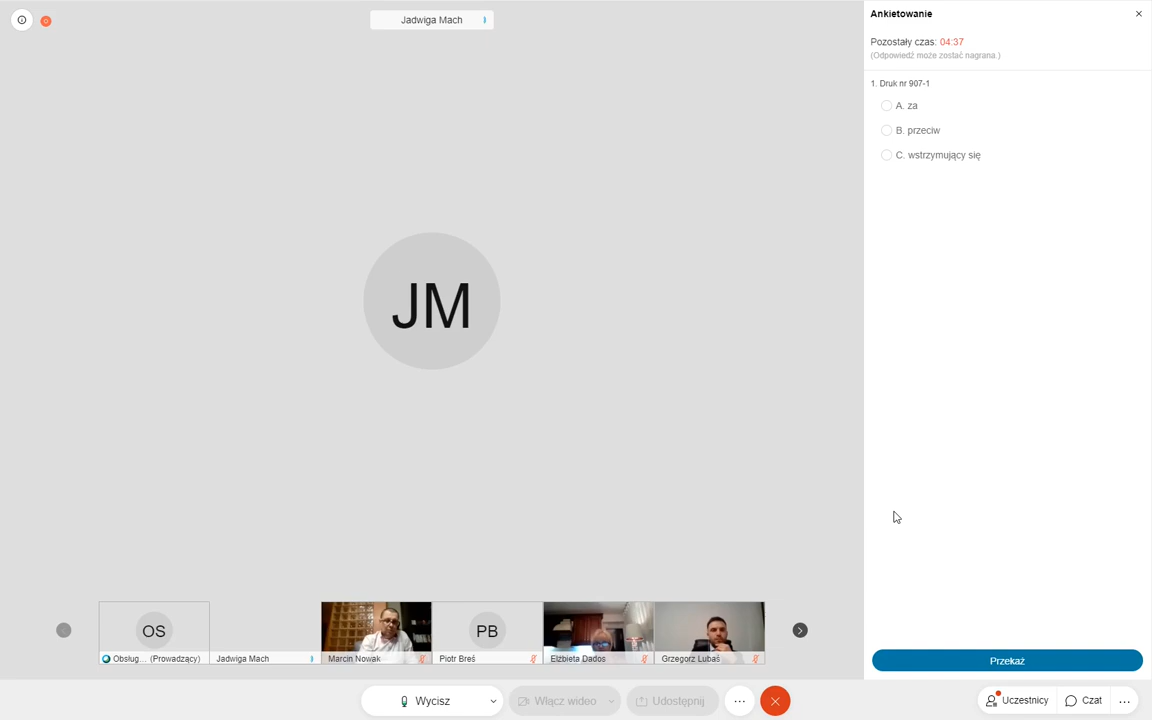 Jadwiga Mach
JM
OS
Obsług... (Prowadzący)
Jadwiga Mach
Marcin Nowak
PB
Piotr Breś
Elżbieta Dados
Grzegorz Lubaś
Wycisz
Włącz wideo
Udostępnij
Ankietowanie
Pozostały czas: 04:37
(Odpowiedź może zostać nagrana.)
1. Druk nr 907-1
A. za
B. przeciw
C. wstrzymujący się
Przekaż
Uczestnicy
Czat